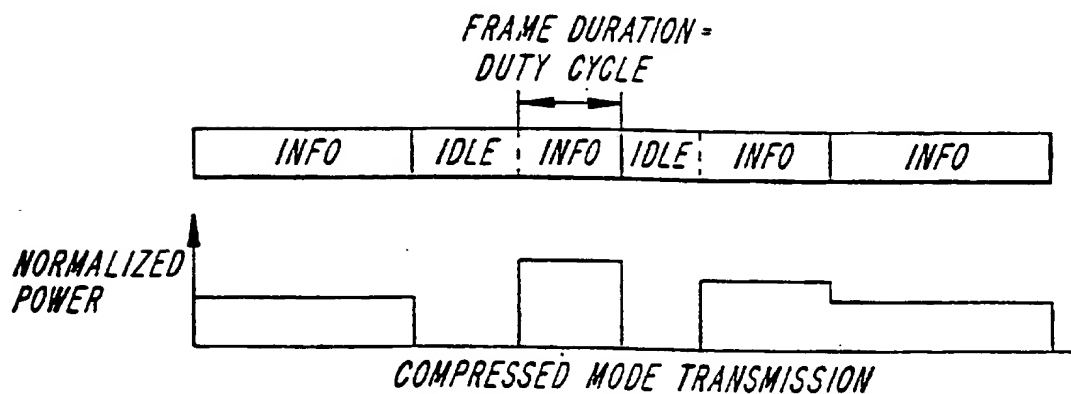 FRAME DURATION =
DUTY CYCLE
INFO IDLE INFO IDLE INFO INFO
NORMALIZED
POWER
COMPRESSED MODE TRANSMISSION